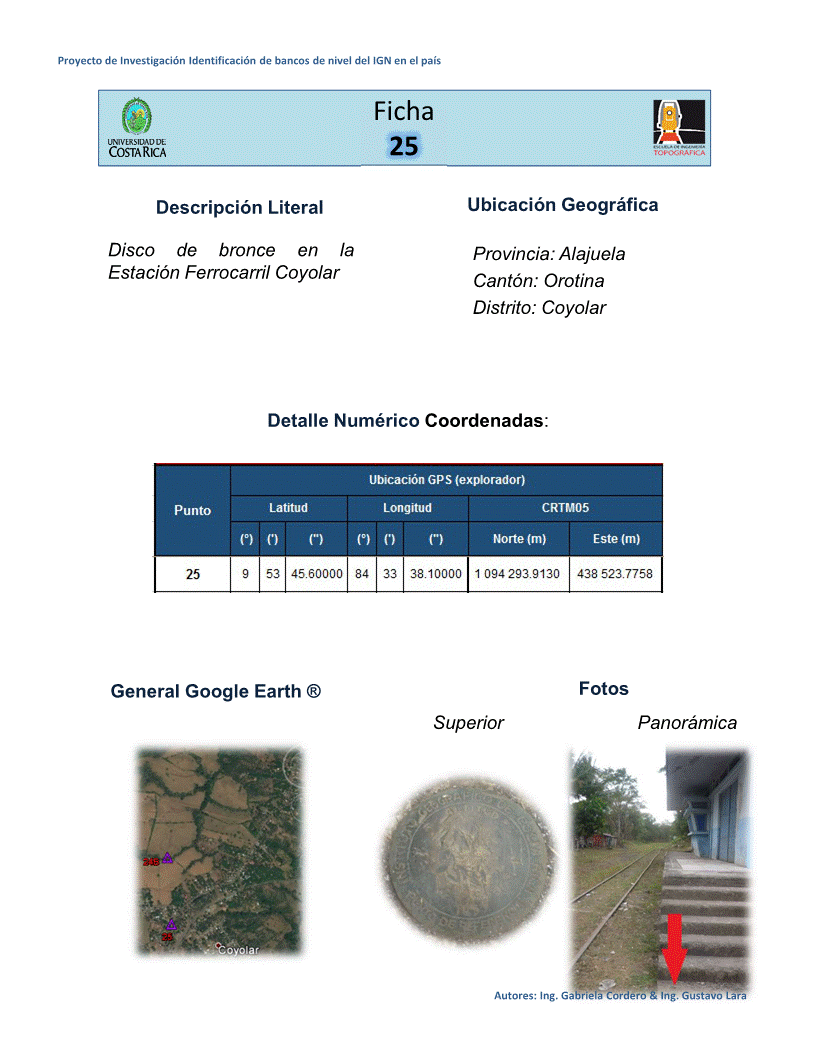 Proyecto de Investigación Identificación de bancos de nivel del IGN en el país
UNIVERSIDAD DE
COSTA RICA
Ficha
25
ESCUELA DE INGENIERÍA
TOPOGRÁFICA
Descripción Literal
Disco de bronce en la
Estación Ferrocarril Coyolar
Ubicación Geográfica
Provincia: Alajuela
Cantón: Orotina
Distrito: Coyolar
Detalle Numérico Coordenadas:
Punto
Ubicación GPS (explorador)
Latitud Longitud CRTM05
(°) (') (") (°) (') (") Norte (m) Este (m)
25 9 53 45.60000 84 33 38.10000 1 094 293.9130 438 523.7758
General Google Earth ®
Fotos
Superior Panorámica
25
Coyolar
Autores: Ing. Gabriela Cordero & Ing. Gustavo Lara